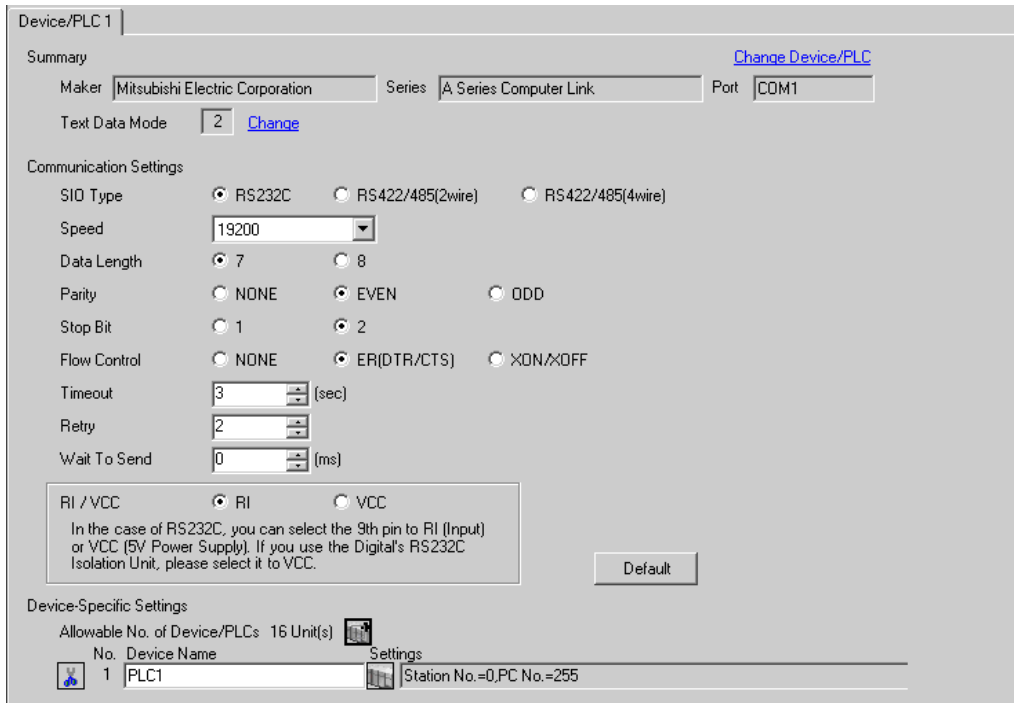 Device/PLC 1
Summary
Change Device/PLC
Maker Mitsubishi Electric Corporation Series A Series Computer Link Port COM1
Text Data Mode 2 Change
Communication Settings
SIO Type RS232C RS422/485(2wire) RS422/485(4wire)
Speed 19200
Data Length 7 8
Parity NONE EVEN ODD
Stop Bit 1 2
Flow Control NONE ER(DTR/CTS) XON/XOFF
Timeout 3 (sec)
Retry 2
Wait To Send 0 (ms)
RI / VCC RI VCC
In the case of RS232C, you can select the 9th pin to RI (Input)
or VCC (5V Power Supply). If you use the Digital's RS232C
Isolation Unit, please select it to VCC.
Default
Device-Specific Settings
Allowable No. of Device/PLCs 16 Unit(s)
No. Device Name Settings
1 PLC1 Station No.=0,PC No.=255